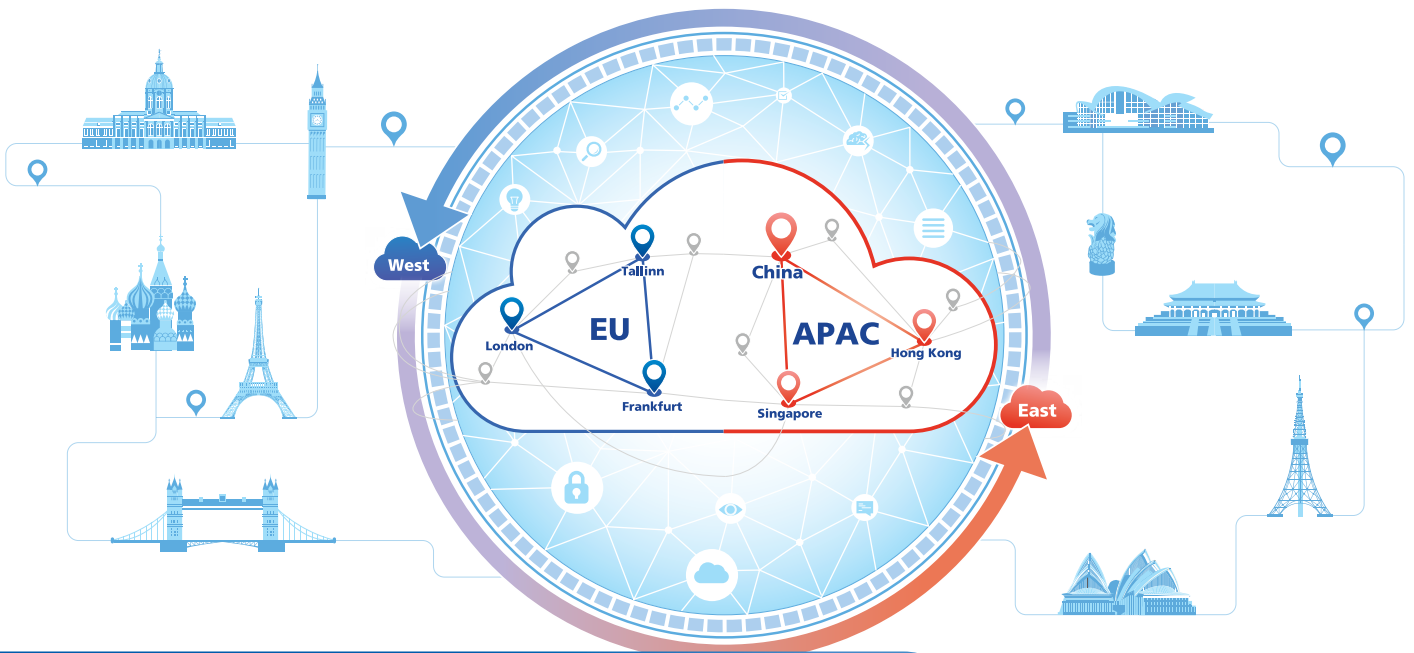 West
Tallinn
China
EU
APAC
London
Hong Kong
Frankfurt
Singapore
East